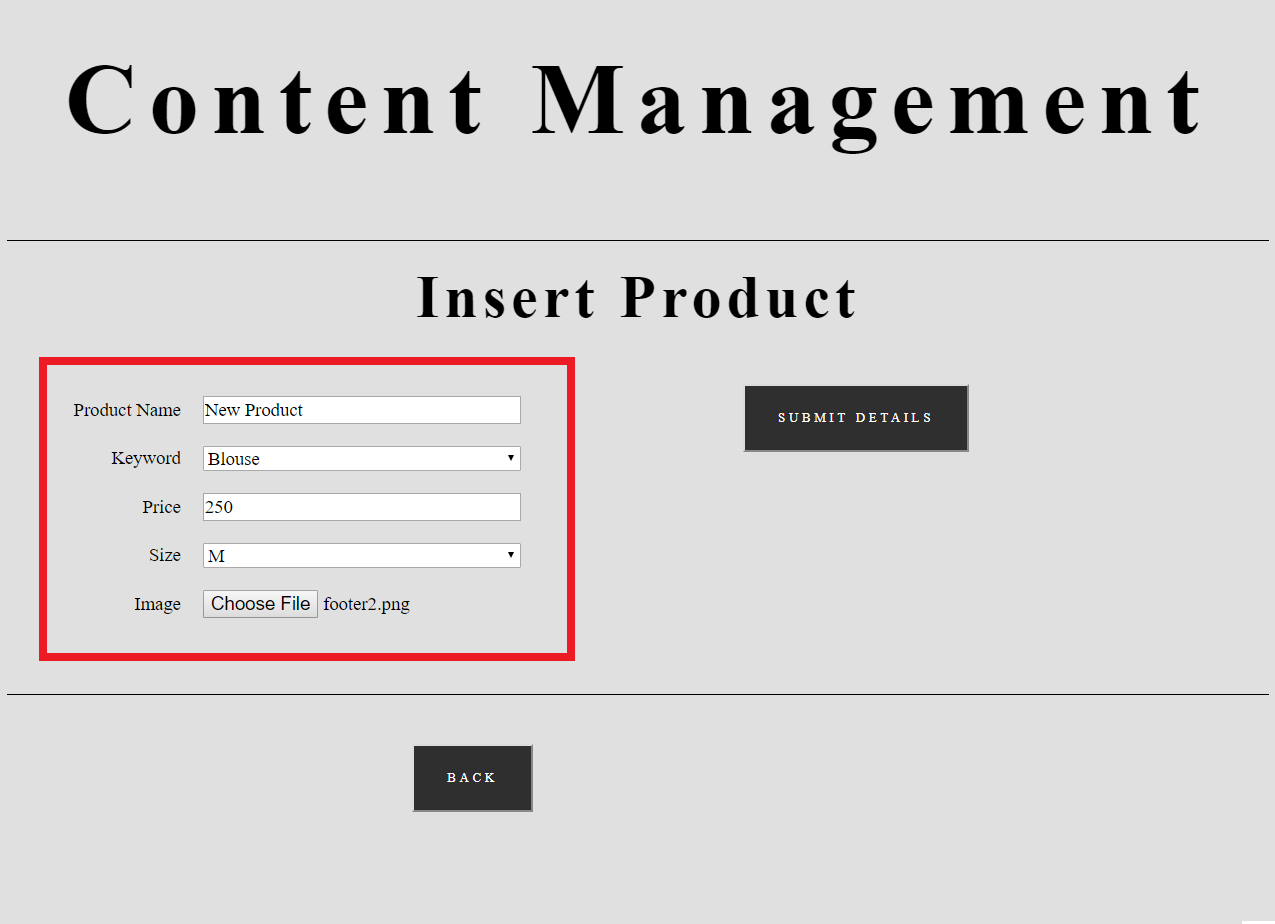 Content Management
Insert Product
Product Name New Product
Keyword Blouse
Price 250
Size M
Image Choose File footer2.png
SUBMIT DETAILS
BACK